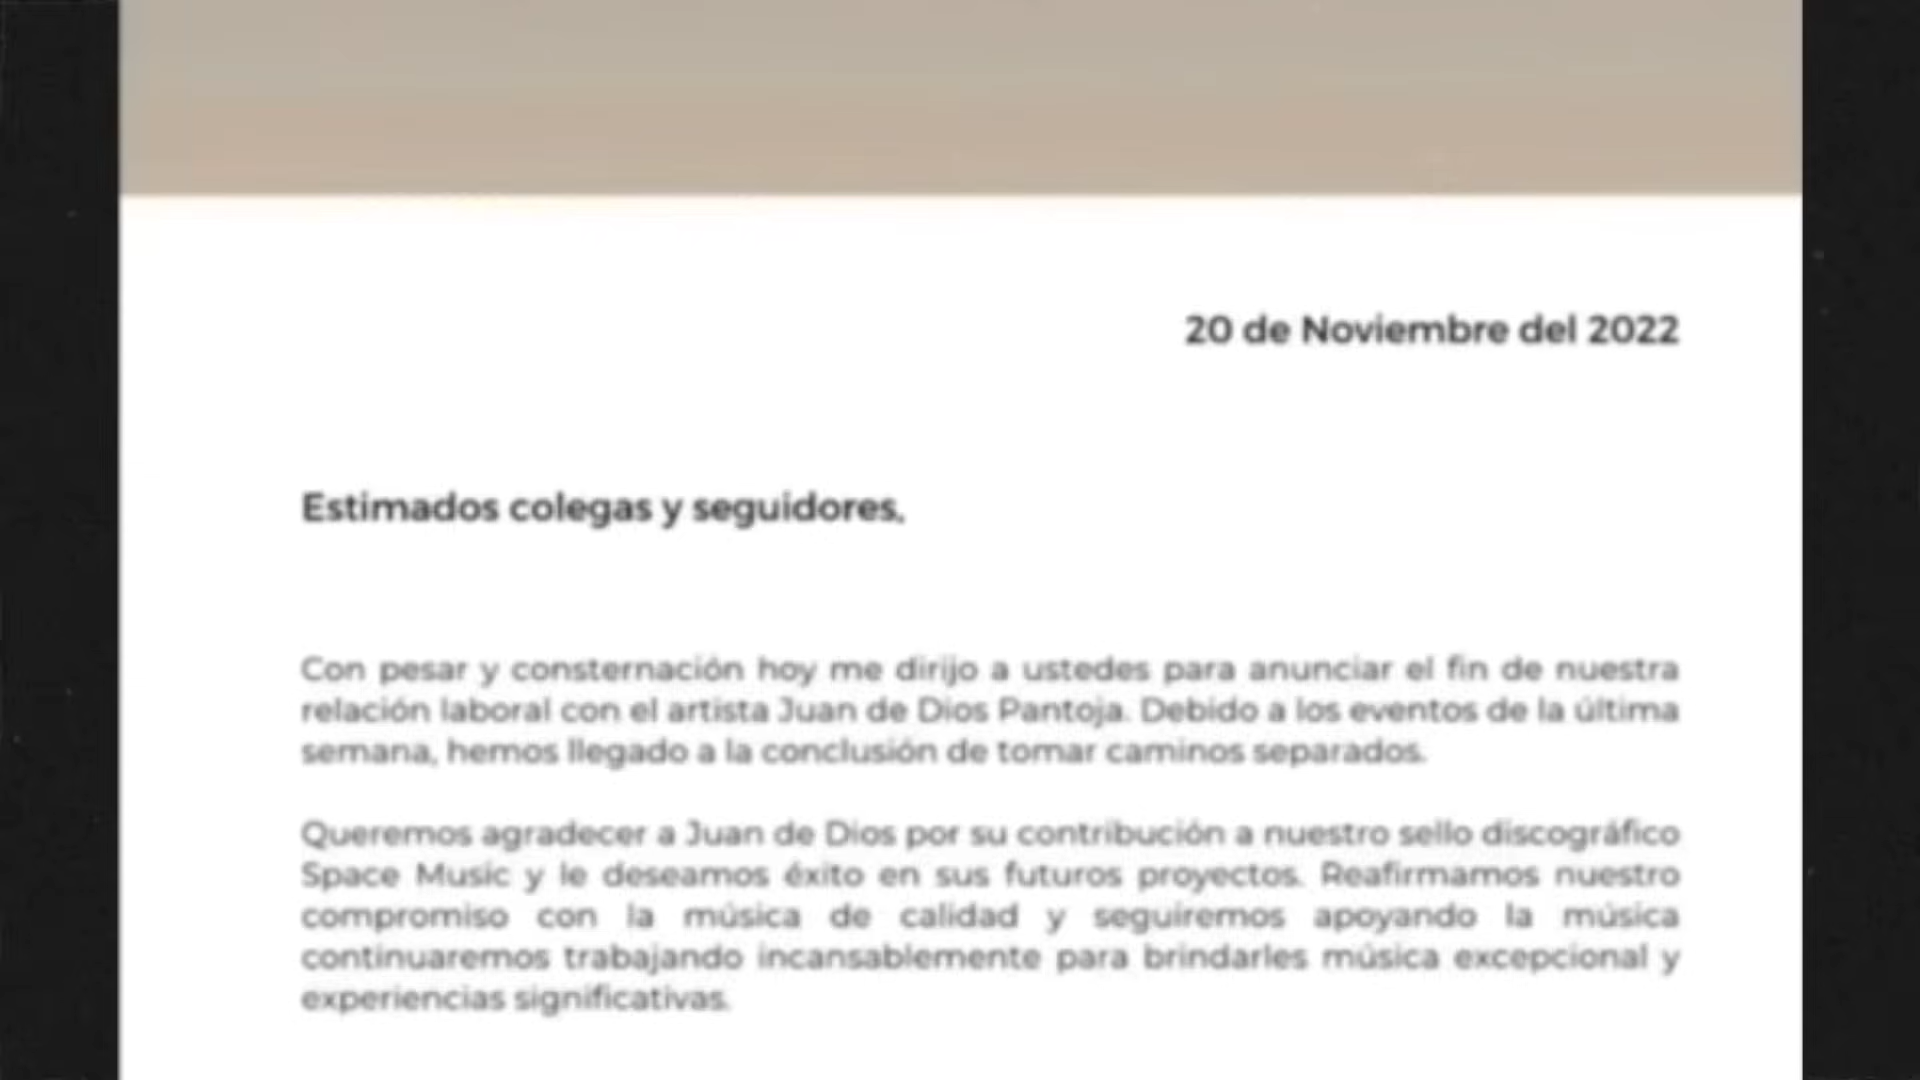 20 de Noviembre del 2022
Estimados colegas y seguidores,
Con pesar y consternación hoy me dirijo a ustedes para anunciar el fin de nuestra
relación laboral con el artista Juan de Dios Pantoja. Debido a los eventos de la última
semana, hemos llegado a la conclusión de tomar caminos separados.
Queremos agradecer a Juan de Dios por su contribución a nuestro sello discográfico
Space Music y le deseamos éxito en sus futuros proyectos. Reafirmamos nuestro
compromiso con la música de calidad y seguiremos apoyando la música
continuaremos trabajando incansablemente para brindarles música excepcional y
experiencias significativas.